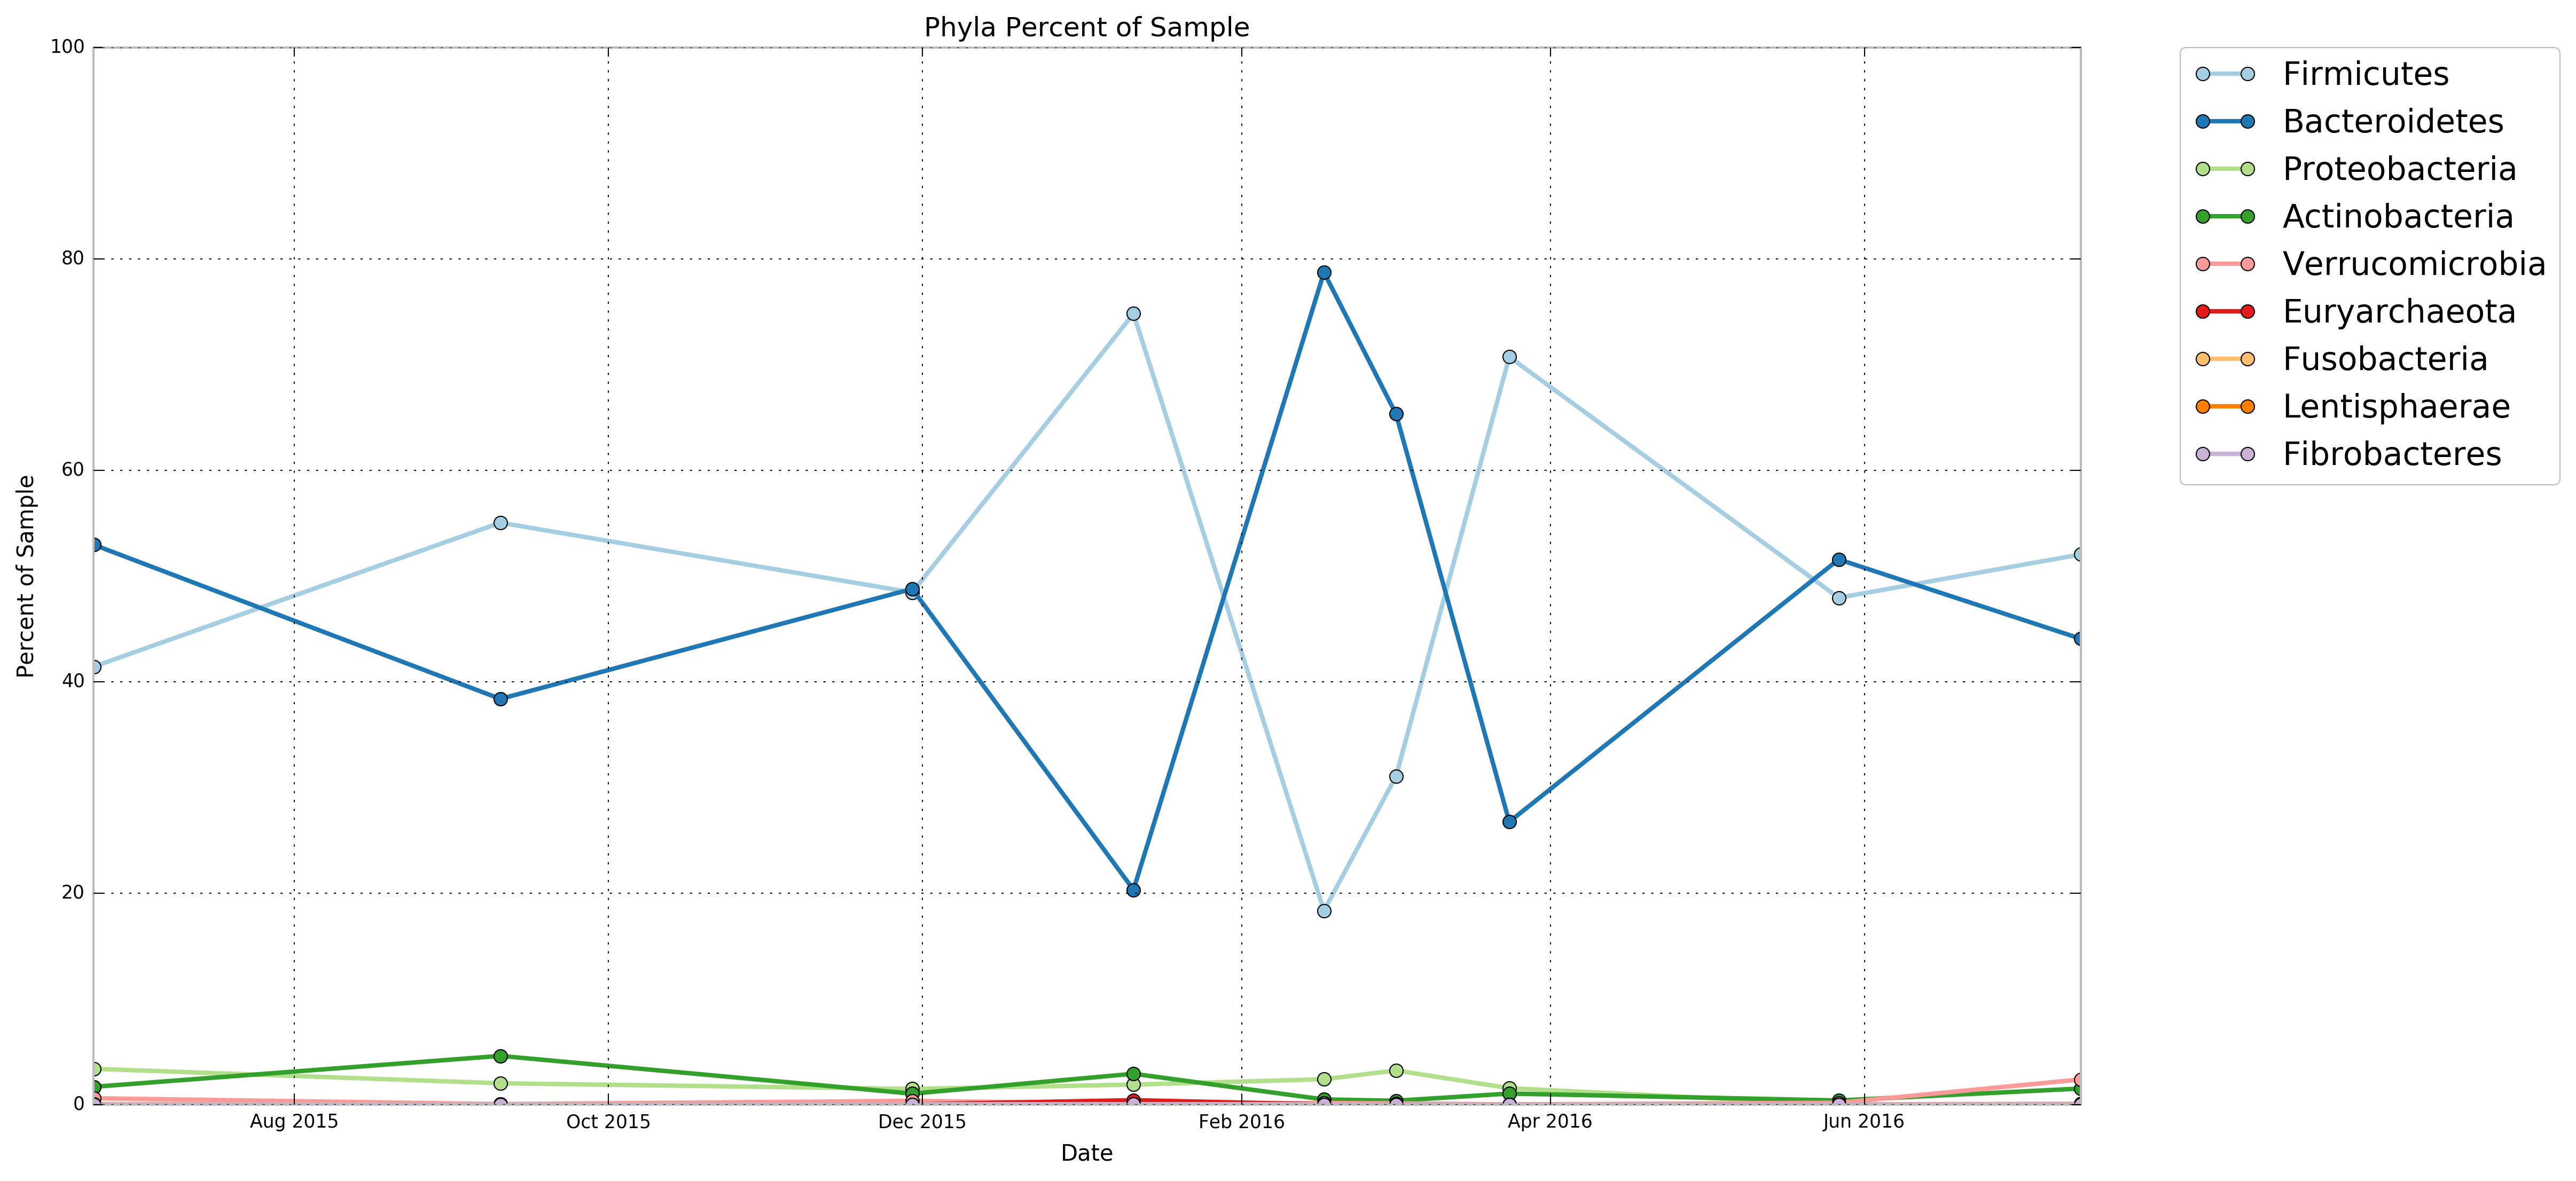 Phyla Percent of Sample
100
80
60
40
20
0
Percent of Sample
Aug 2015
Oct 2015
Dec 2015
Feb 2016
Apr 2016
Jun 2016
Date
Firmicutes
Bacteroidetes
Proteobacteria
Actinobacteria
Verrucomicrobia
Euryarchaeota
Fusobacteria
Lentisphaerae
Fibrobacteres